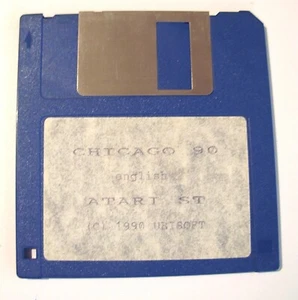 CHICAGO 90
english
ATARI ST
(c) 1990 UBISOFT